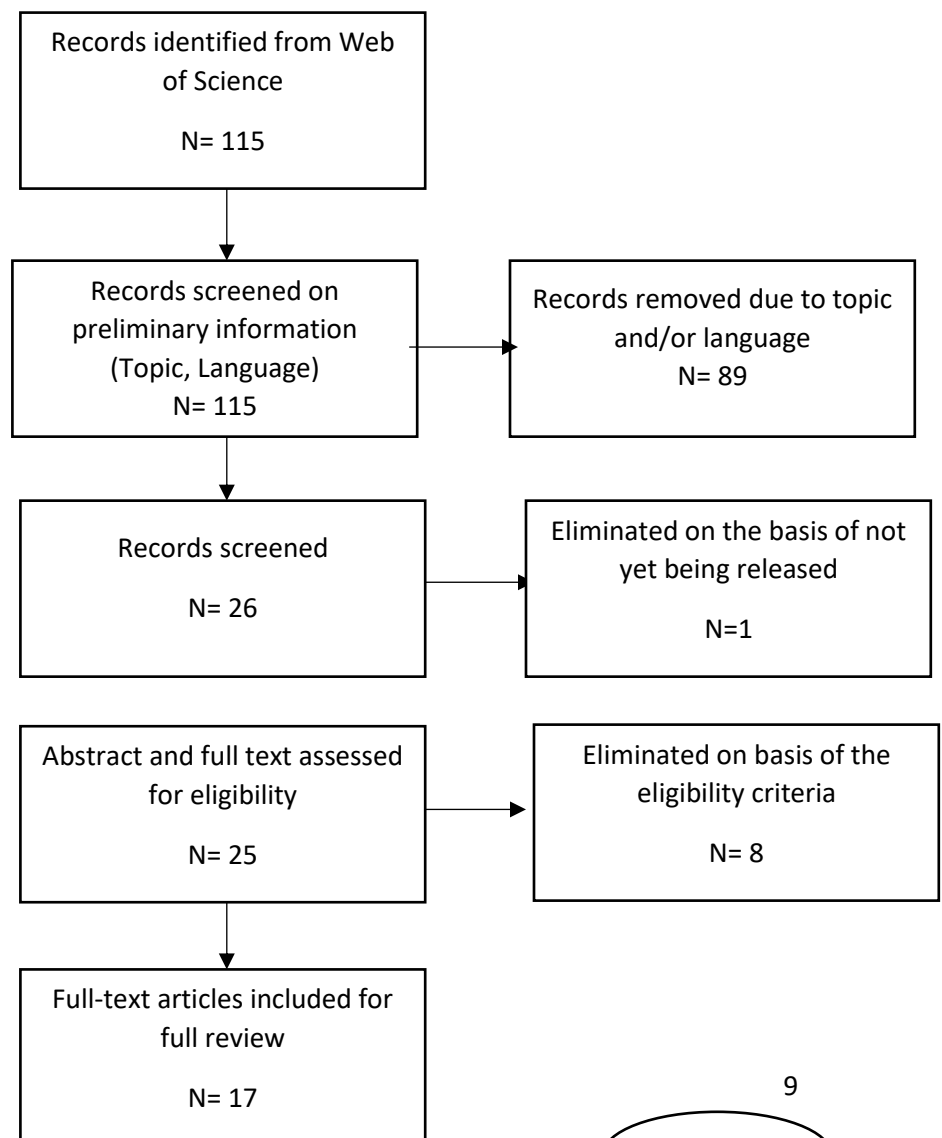 Records identified from Web
of Science
N= 115
Records screened on
preliminary information
(Topic, Language)
N= 115
Records removed due to topic
and/or language
N= 89
Records screened
N= 26
Eliminated on the basis of not
yet being released
N=1
Abstract and full text assessed
for eligibility
N= 25
Eliminated on basis of the
eligibility criteria
N= 8
Full-text articles included for
full review
N= 17
9